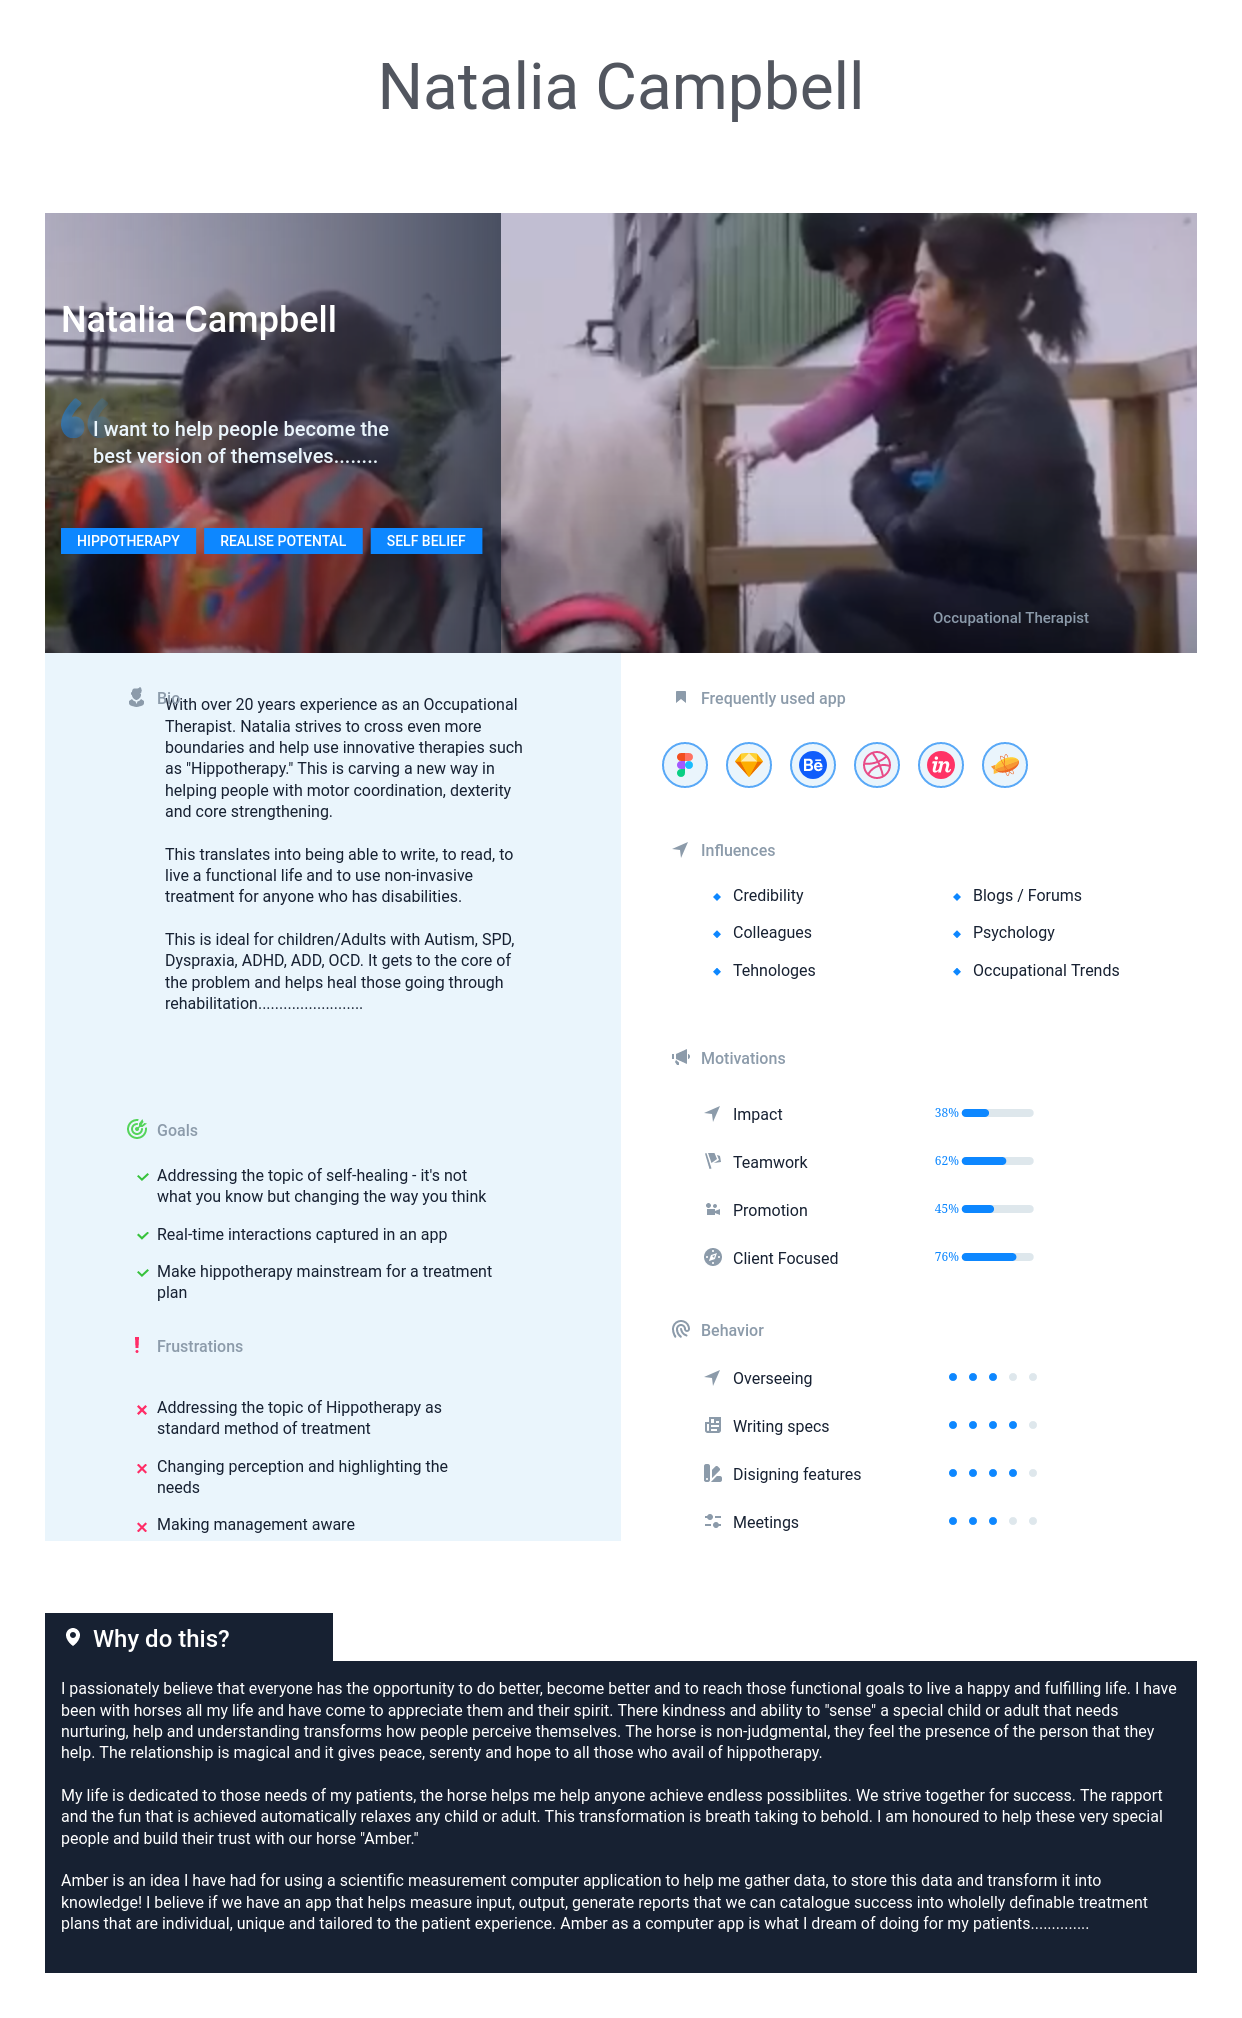 Natalia Campbell
Natalia Campbell
I want to help people become the
best version of themselves........
HIPPOTHERAPY
REALISE POTENTAL
SELF BELIEF
Occupational Therapist
Bio
With over 20 years experience as an Occupational
Therapist. Natalia strives to cross even more
boundaries and help use innovative therapies such
as "Hippotherapy." This is carving a new way in
helping people with motor coordination, dexterity
and core strengthening.
This translates into being able to write, to read, to
live a functional life and to use non-invasive
treatment for anyone who has disabilities.
This is ideal for children/Adults with Autism, SPD,
Dyspraxia, ADHD, ADD, OCD. It gets to the core of
the problem and helps heal those going through
rehabilitation.........................
Goals
Addressing the topic of self-healing - it's not
what you know but changing the way you think
Real-time interactions captured in an app
Make hippotherapy mainstream for a treatment
plan
Frustrations
Addressing the topic of Hippotherapy as
standard method of treatment
Changing perception and highlighting the
needs
Making management aware
Frequently used app
Bē
in
Influences
Credibility
Colleagues
Tehnologes
Blogs / Forums
Psychology
Occupational Trends
Motivations
Impact 38%
Teamwork 62%
Promotion 45%
Client Focused 76%
Behavior
Overseeing
Writing specs
Disigning features
Meetings
Why do this?
I passionately believe that everyone has the opportunity to do better, become better and to reach those functional goals to live a happy and fulfilling life. I have
been with horses all my life and have come to appreciate them and their spirit. There kindness and ability to "sense" a special child or adult that needs
nurturing, help and understanding transforms how people perceive themselves. The horse is non-judgmental, they feel the presence of the person that they
help. The relationship is magical and it gives peace, serenty and hope to all those who avail of hippotherapy.
My life is dedicated to those needs of my patients, the horse helps me help anyone achieve endless possibliites. We strive together for success. The rapport
and the fun that is achieved automatically relaxes any child or adult. This transformation is breath taking to behold. I am honoured to help these very special
people and build their trust with our horse "Amber."
Amber is an idea I have had for using a scientific measurement computer application to help me gather data, to store this data and transform it into
knowledge! I believe if we have an app that helps measure input, output, generate reports that we can catalogue success into wholelly definable treatment
plans that are individual, unique and tailored to the patient experience. Amber as a computer app is what I dream of doing for my patients..............